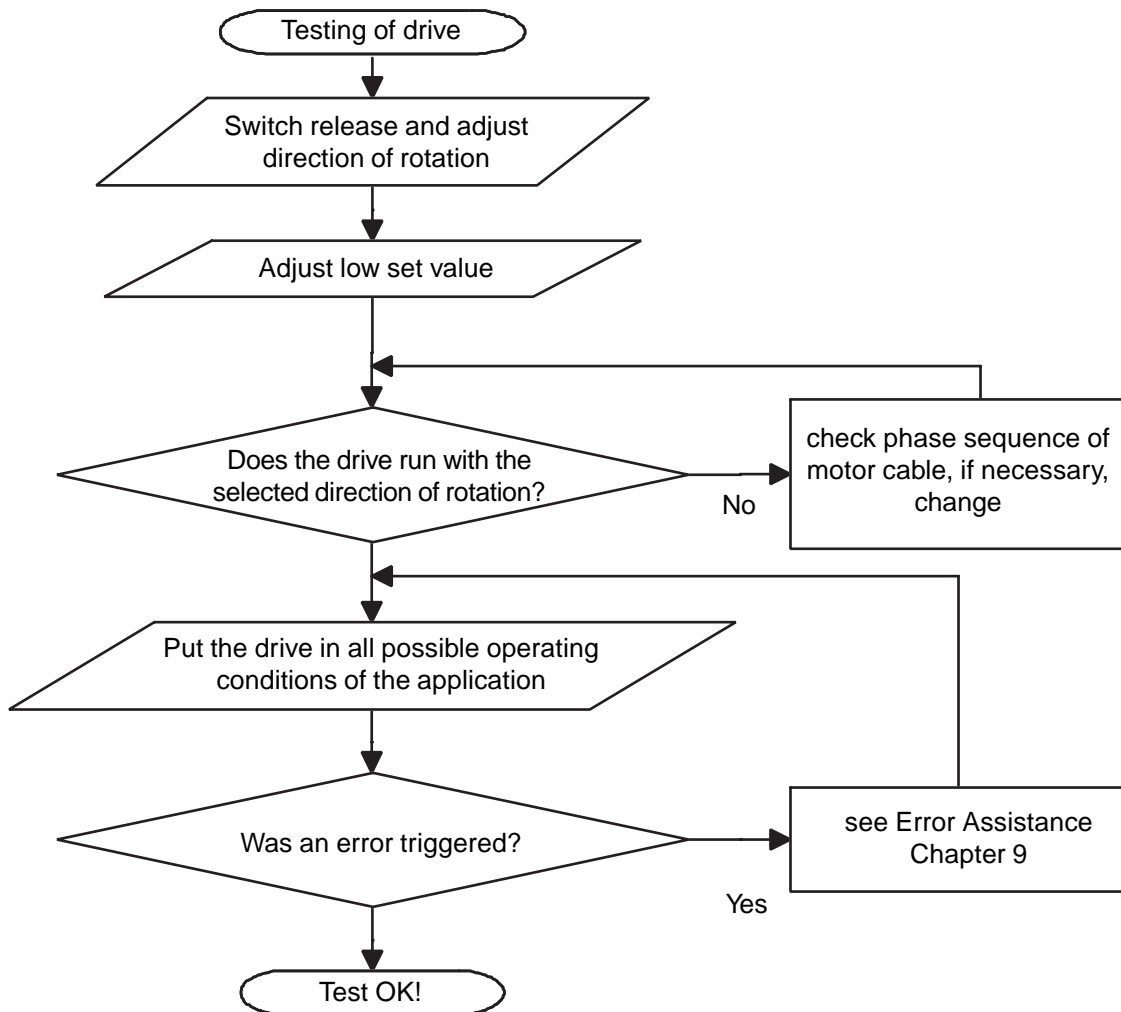 Testing of drive
Switch release and adjust
direction of rotation
Adjust low set value
Does the drive run with the
selected direction of rotation?
No
check phase sequence of
motor cable, if necessary,
change
Put the drive in all possible operating
conditions of the application
Was an error triggered?
Yes
see Error Assistance
Chapter 9
Test OK!